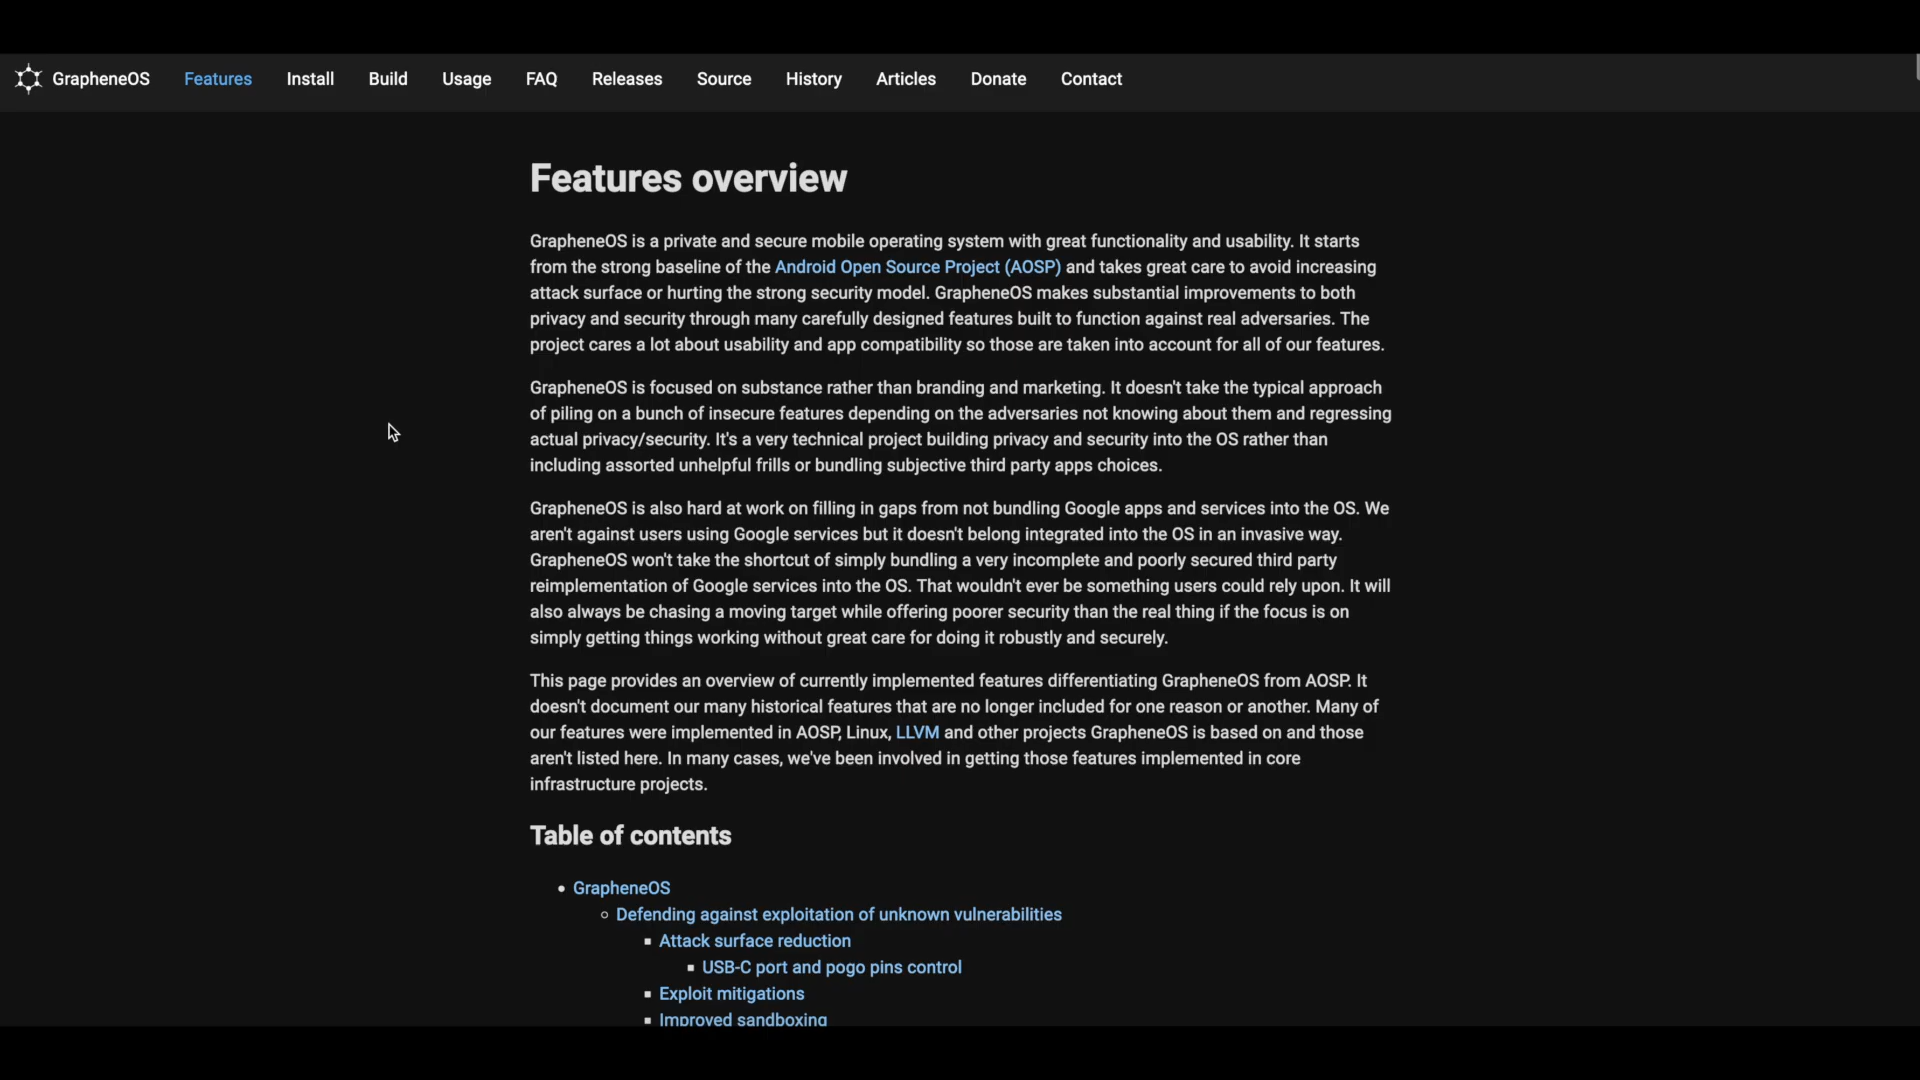 GrapheneOS Features Install Build Usage FAQ Releases Source History Articles Donate Contact
Features overview
GrapheneOS is a private and secure mobile operating system with great functionality and usability. It starts
from the strong baseline of the Android Open Source Project (AOSP) and takes great care to avoid increasing
attack surface or hurting the strong security model. GrapheneOS makes substantial improvements to both
privacy and security through many carefully designed features built to function against real adversaries. The
project cares a lot about usability and app compatibility so those are taken into account for all of our features.
GrapheneOS is focused on substance rather than branding and marketing. It doesn't take the typical approach
of piling on a bunch of insecure features depending on the adversaries not knowing about them and regressing
actual privacy/security. It's a very technical project building privacy and security into the OS rather than
including assorted unhelpful frills or bundling subjective third party apps choices.
GrapheneOS is also hard at work on filling in gaps from not bundling Google apps and services into the OS. We
aren't against users using Google services but it doesn't belong integrated into the OS in an invasive way.
GrapheneOS won't take the shortcut of simply bundling a very incomplete and poorly secured third party
reimplementation of Google services into the OS. That wouldn't ever be something users could rely upon. It will
also always be chasing a moving target while offering poorer security than the real thing if the focus is on
simply getting things working without great care for doing it robustly and securely.
This page provides an overview of currently implemented features differentiating GrapheneOS from AOSP. It
doesn't document our many historical features that are no longer included for one reason or another. Many of
our features were implemented in AOSP, Linux, LLVM and other projects GrapheneOS is based on and those
aren't listed here. In many cases, we've been involved in getting those features implemented in core
infrastructure projects.
Table of contents
GrapheneOS
Defending against exploitation of unknown vulnerabilities
Attack surface reduction
USB-C port and pogo pins control
Exploit mitigations
Improved sandboxing